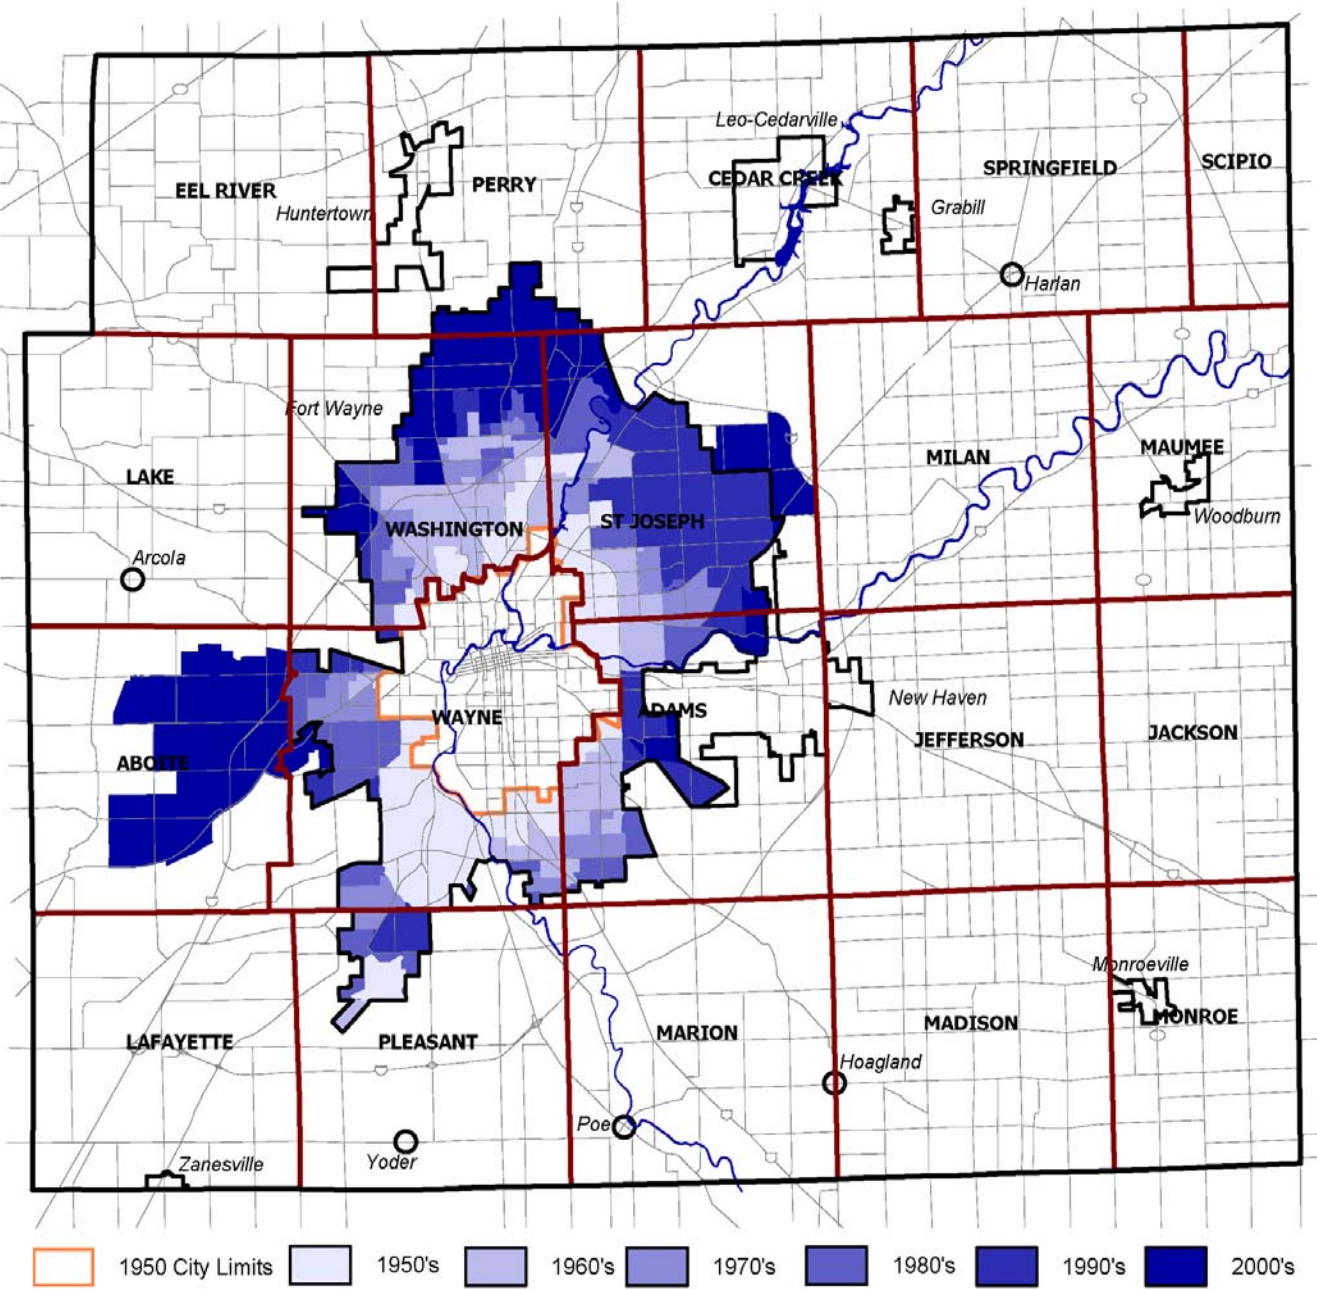 Leo-Cedarville
SCIPIO
SPRINGFIELD
CEDAR CREEK
PERRY
EEL RIVER
Grabill
Huntertown
Harlan
Fort Wayne
MAUMEE
MILAN
LAKE
Woodburn
ST JOSEPH
WASHINGTON
Arcola
New Haven
ADAMS
WAYNE
JACKSON
JEFFERSON
ABOITE
Monroeville
MONROE
MADISON
MARION
LAFAYETTE
PLEASANT
Hoagland
Poe
Yoder
Zanesville
1950 City Limits
1950's
1960's
1970's
1980's
1990's
2000's